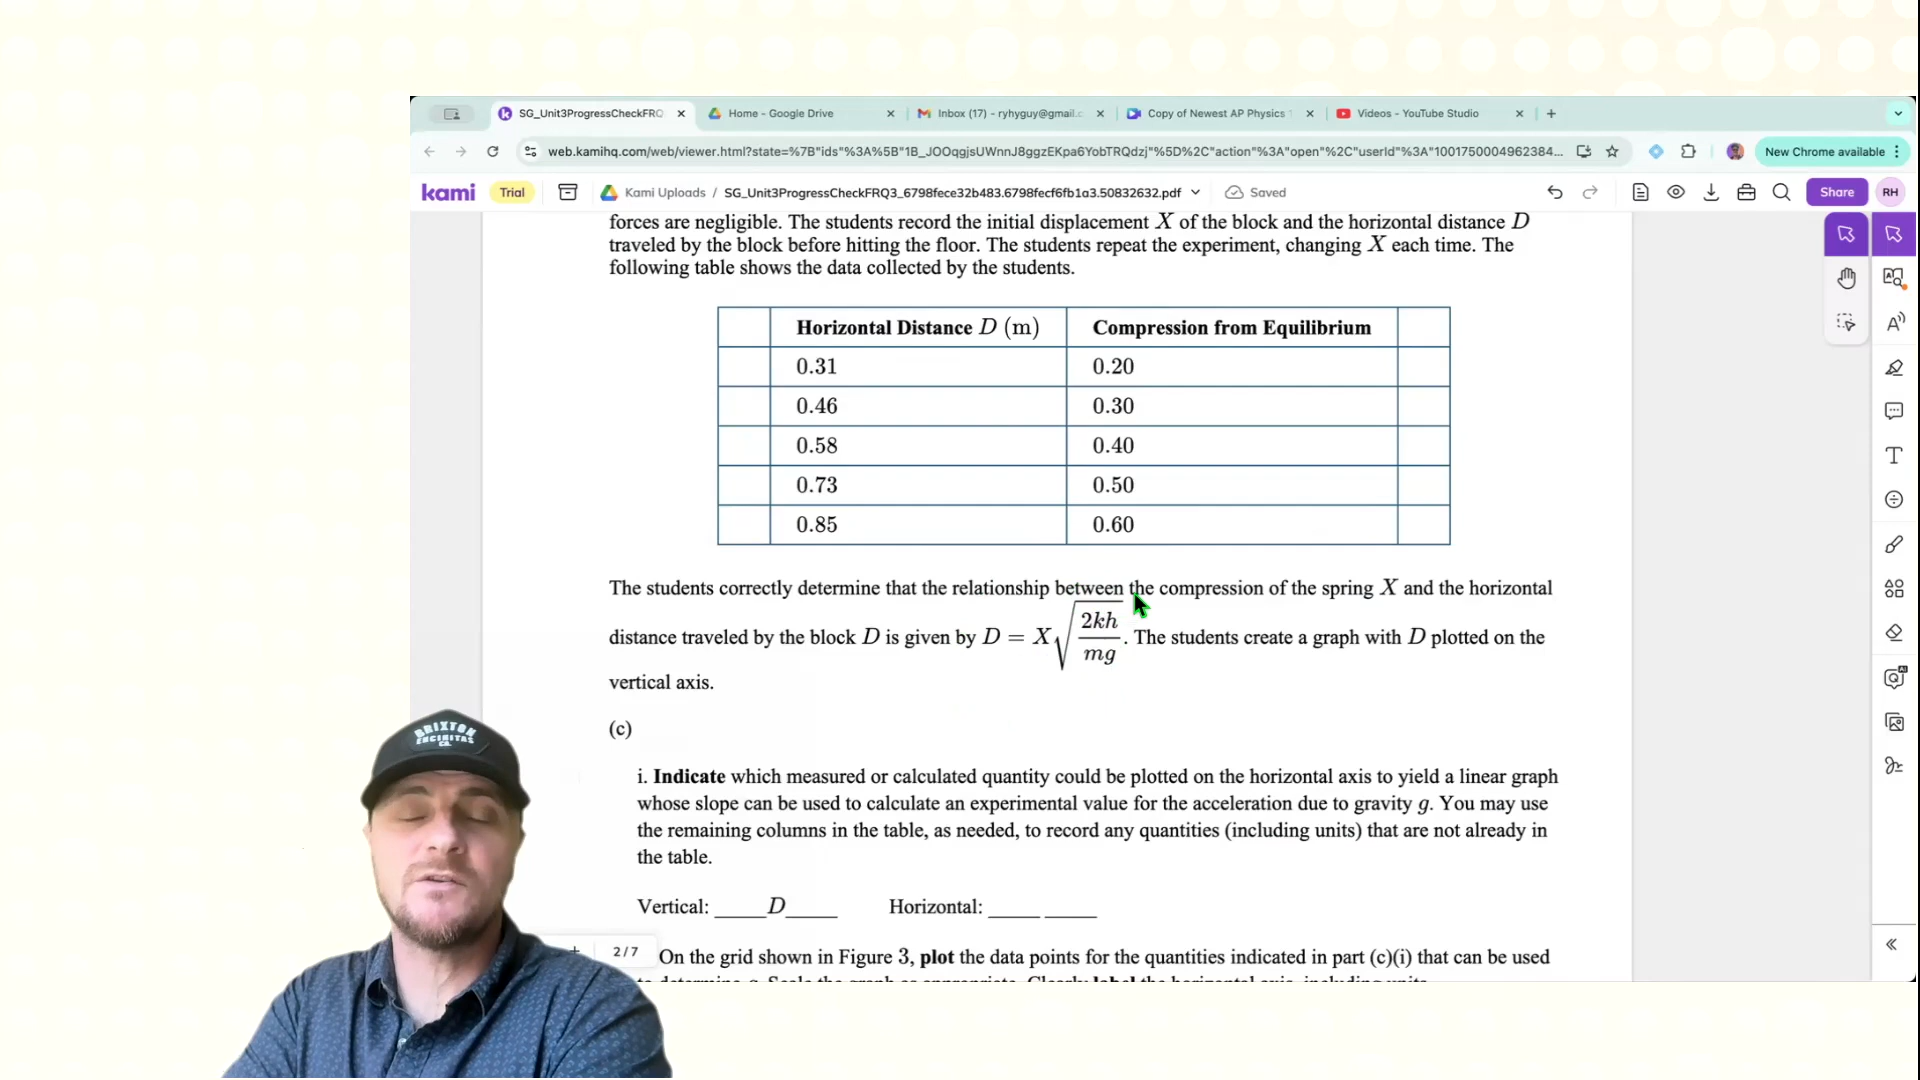 SG_Unit3ProgressCheckFRQ
Home - Google Drive
Inbox (17) - ryhyguy@gmail.c
Copy of Newest AP Physics 1
Videos - YouTube Studio
web.kamihq.com/web/viewer.html?state=%7B"ids"%3A%5B"1B_JOOqgjsUWnnJ8ggzEKpa6YobTRQdzj"%5D%2C"action"%3A"open"%2C"userId"%3A"10017500049623​84...
New Chrome available
kami Trial Kami Uploads / SG_Unit3ProgressCheckFRQ3_6798fece32b483.6798fecf6fb1a3.50832632.pdf Saved Share RH
forces are negligible. The students record the initial displacement X of the block and the horizontal distance D
traveled by the block before hitting the floor. The students repeat the experiment, changing X each time. The
following table shows the data collected by the students.
Horizontal Distance D (m) Compression from Equilibrium
0.31 0.20
0.46 0.30
0.58 0.40
0.73 0.50
0.85 0.60
The students correctly determine that the relationship between the compression of the spring X and the horizontal
distance traveled by the block D is given by D = X√(2kh/mg). The students create a graph with D plotted on the
vertical axis.
(c)
i. Indicate which measured or calculated quantity could be plotted on the horizontal axis to yield a linear graph
whose slope can be used to calculate an experimental value for the acceleration due to gravity g. You may use
the remaining columns in the table, as needed, to record any quantities (including units) that are not already in
the table.
Vertical: _____D_____ Horizontal: _____ _____
2/7
On the grid shown in Figure 3, plot the data points for the quantities indicated in part (c)(i) that can be used
BRIXTON
ENCINITAS
CA.